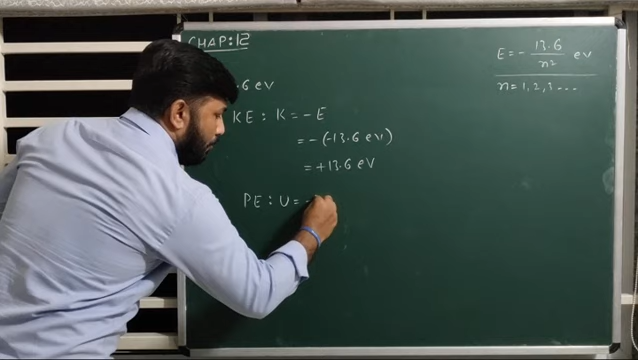 CHAP:12
E = - 13.6/n² ev
n = 1, 2, 3 ...
.6 ev
KE : K = - E
= - (-13.6 ev)
= +13.6 eV
PE : U = -